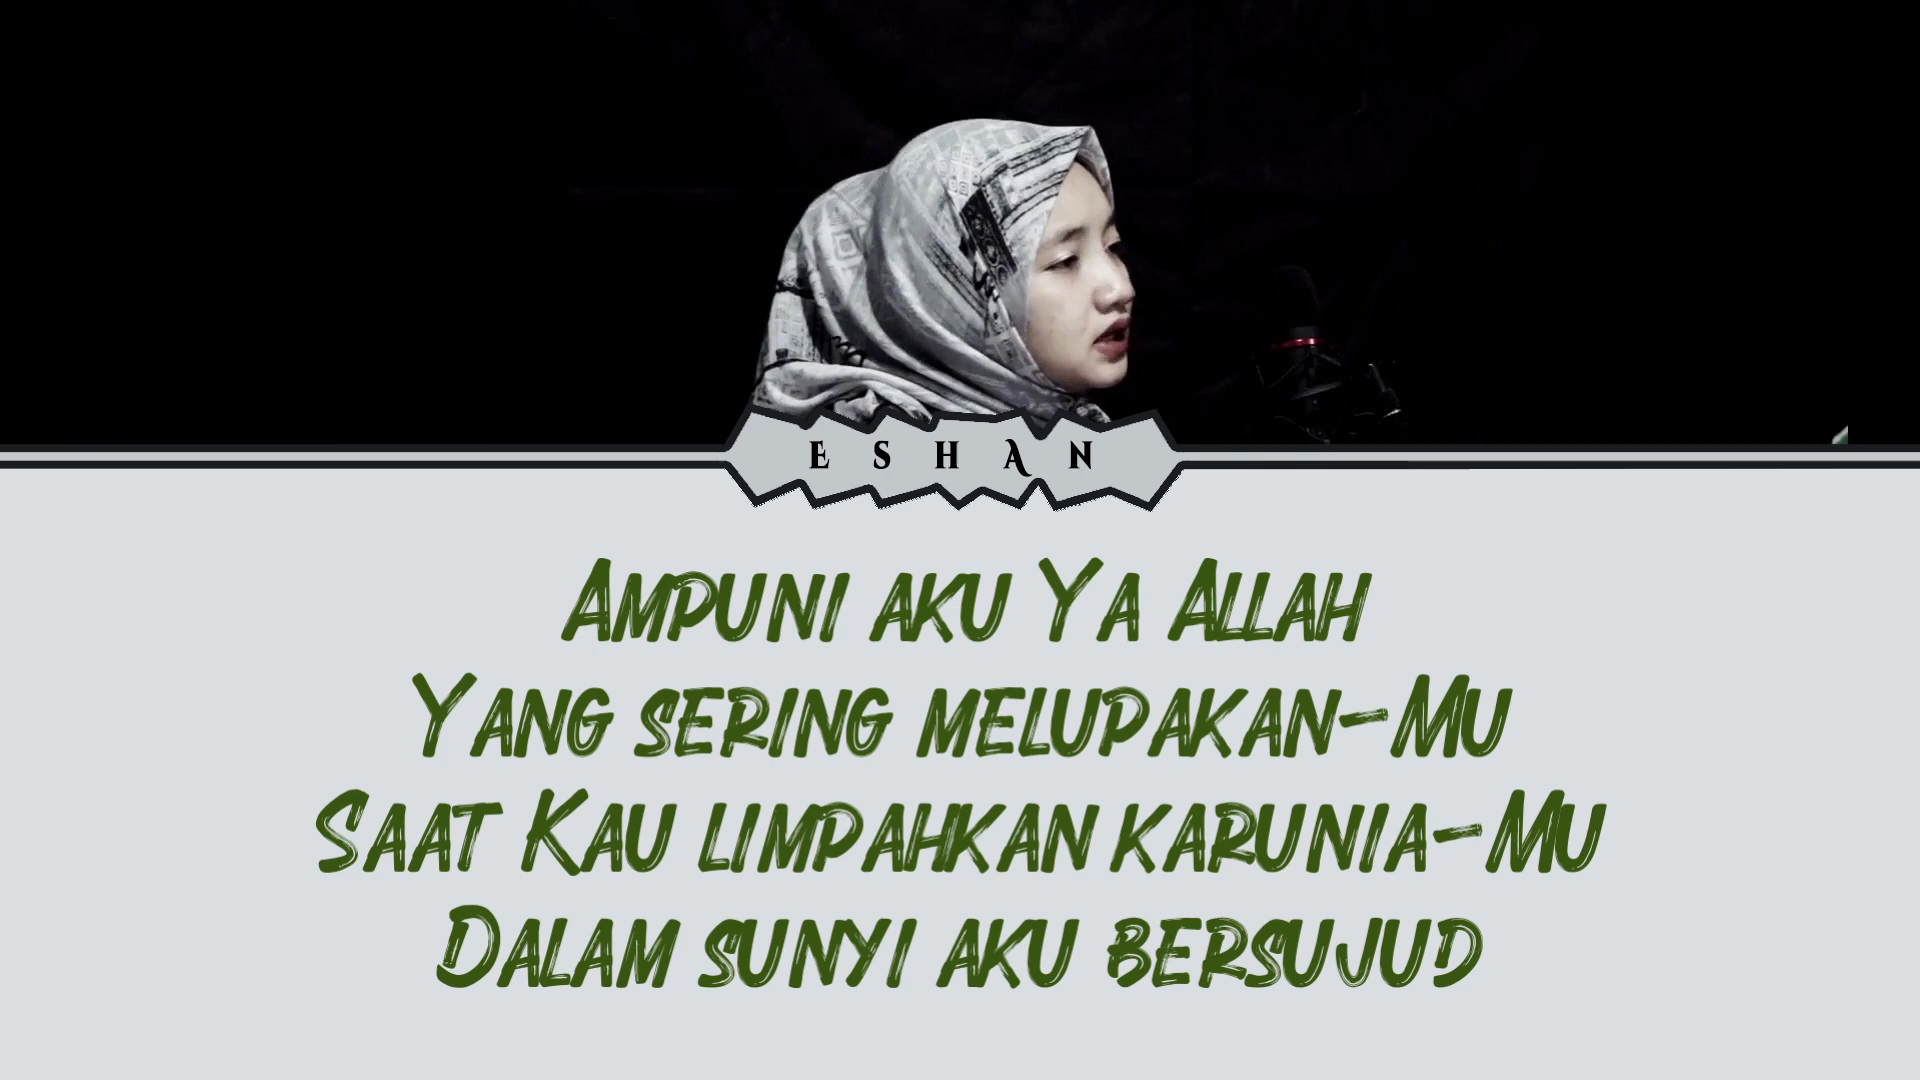 ESHAN
Ampuni aku Ya Allah
Yang sering melupakan-Mu
Saat Kau limpahkan karunia-Mu
Dalam sunyi aku bersujud